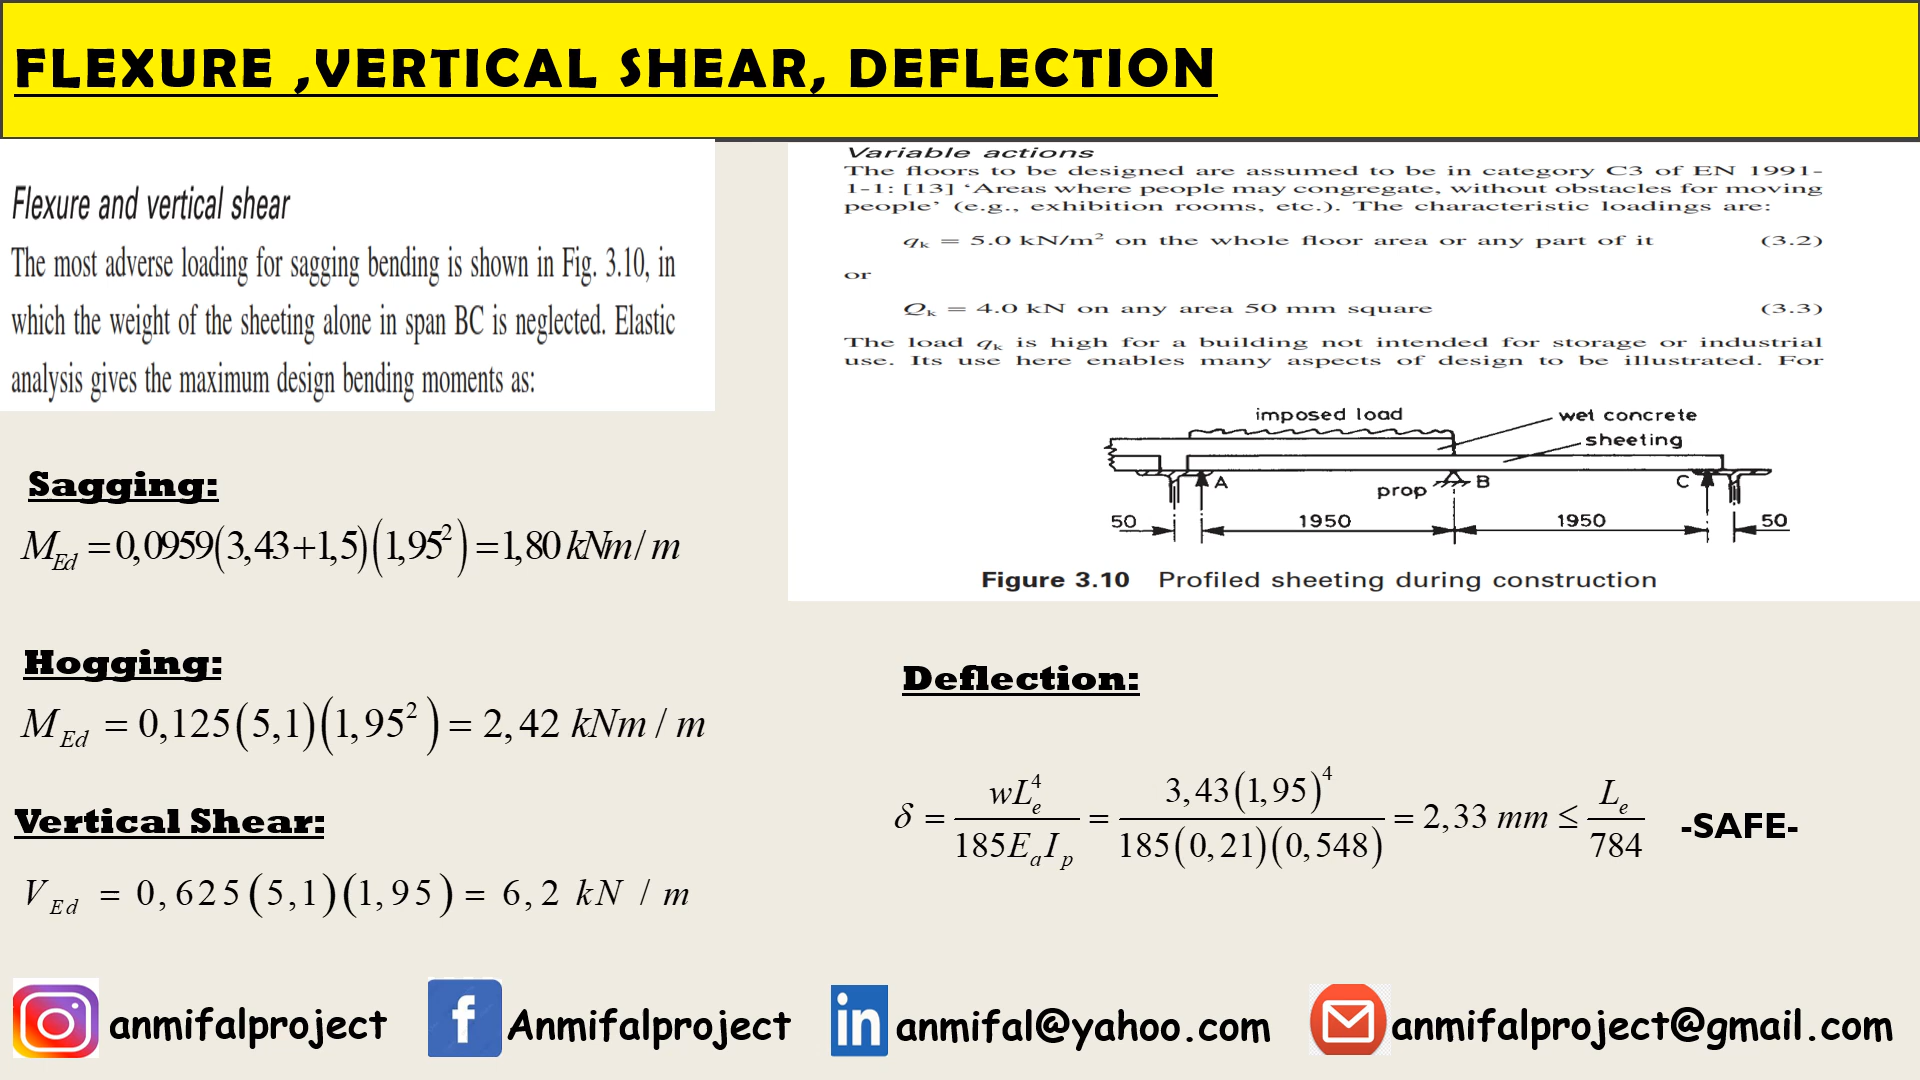 FLEXURE ,VERTICAL SHEAR, DEFLECTION
Flexure and vertical shear
The most adverse loading for sagging bending is shown in Fig. 3.10, in
which the weight of the sheeting alone in span BC is neglected. Elastic
analysis gives the maximum design bending moments as:
Variable actions
The floors to be designed are assumed to be in category C3 of EN 1991-
1-1: [13] ‘Areas where people may congregate, without obstacles for moving
people’ (e.g., exhibition rooms, etc.). The characteristic loadings are:
qk = 5.0 kN/m² on the whole floor area or any part of it (3.2)
or
Qk = 4.0 kN on any area 50 mm square (3.3)
The load qk is high for a building not intended for storage or industrial
use. Its use here enables many aspects of design to be illustrated. For
imposed load
wet concrete
sheeting
A
prop
B
C
50
1950
1950
50
Figure 3.10 Profiled sheeting during construction
Sagging:
M_Ed = 0,0959(3,43+1,5)(1,95²) = 1,80 kNm/m
Hogging:
M_Ed = 0,125(5,1)(1,95²) = 2,42 kNm / m
Vertical Shear:
V_Ed = 0,625(5,1)(1,95) = 6,2 kN / m
Deflection:
δ = wL_e⁴ / 185E_aI_p = 3,43(1,95)⁴ / 185(0,21)(0,548) = 2,33 mm ≤ L_e / 784 -SAFE-
anmifalproject
Anmifalproject
in anmifal@yahoo.com
anmifalproject@gmail.com